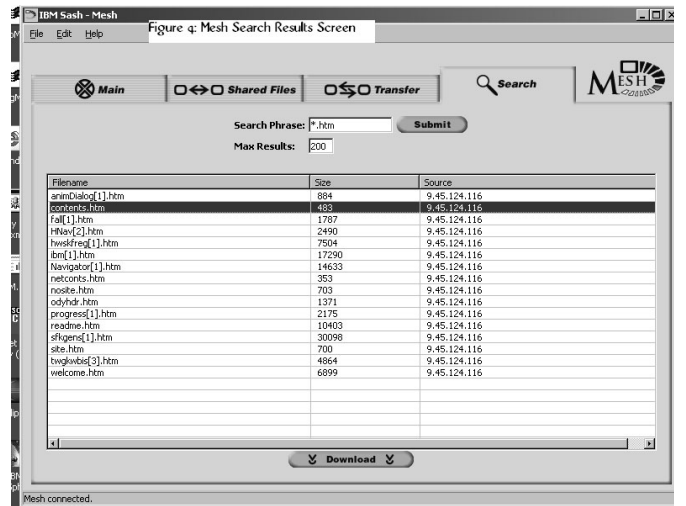 IBM Sash - Mesh
File Edit Help
Figure 4: Mesh Search Results Screen
Main
Shared Files
Transfer
Search
MESH
Search Phrase: *.htm Submit
Max Results: 200
Filename Size Source
animDialog[1].htm 884 9.45.124.116
contents.htm 483 9.45.124.116
fall[1].htm 1787 9.45.124.116
HNav[2].htm 2490 9.45.124.116
hwskfreg[1].htm 7504 9.45.124.116
ibm[1].htm 17290 9.45.124.116
Navigator[1].htm 14633 9.45.124.116
netconts.htm 353 9.45.124.116
nosite.htm 703 9.45.124.116
odyhdr.htm 1371 9.45.124.116
progress[1].htm 2175 9.45.124.116
readme.htm 10403 9.45.124.116
sfkgens[1].htm 30098 9.45.124.116
site.htm 700 9.45.124.116
twgkwbis[3].htm 4864 9.45.124.116
welcome.htm 6899 9.45.124.116
Download
Mesh connected.